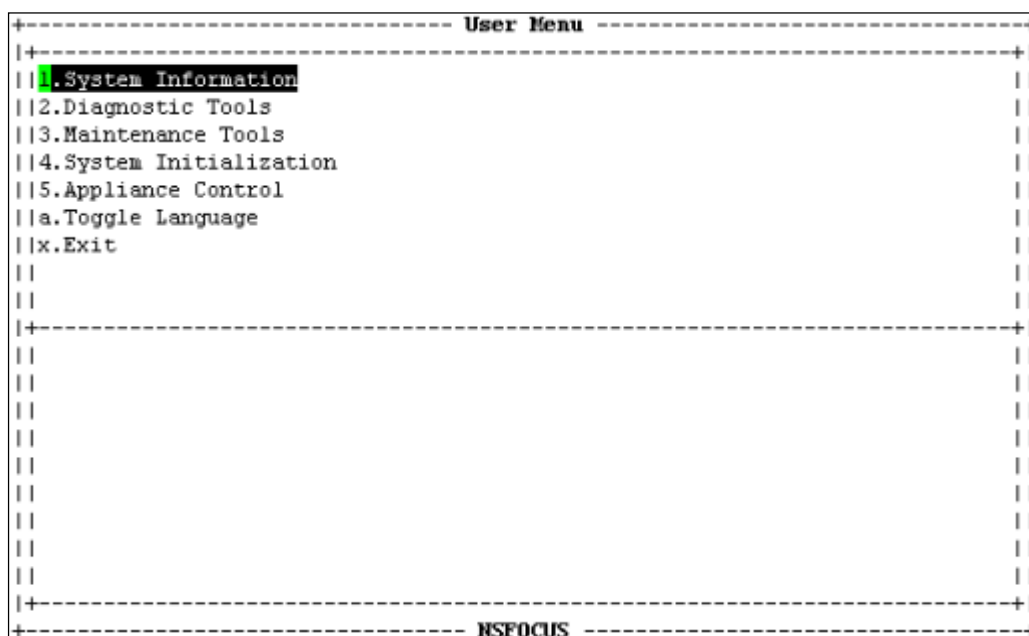 User Menu
1.System Information
2.Diagnostic Tools
3.Maintenance Tools
4.System Initialization
5.Appliance Control
a.Toggle Language
x.Exit
NSFOCUS